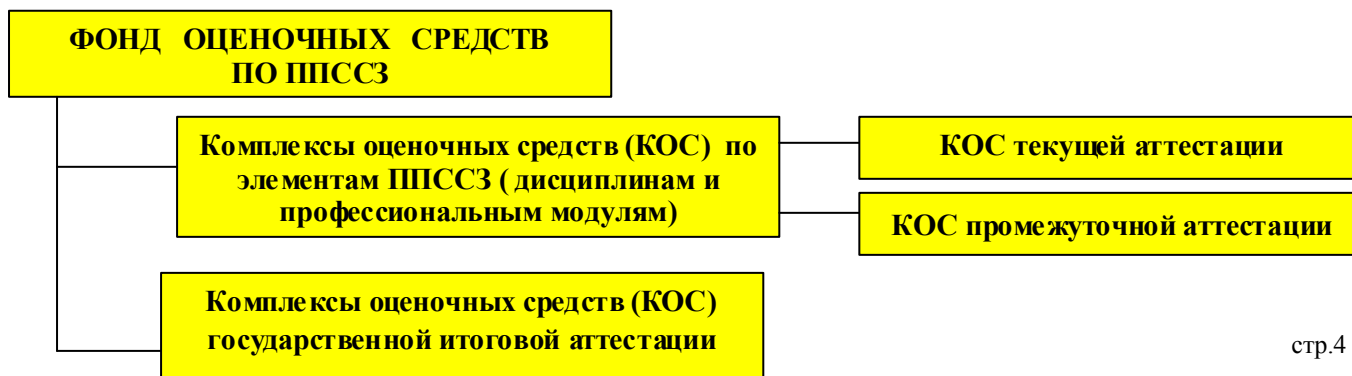 ФОНД ОЦЕНОЧНЫХ СРЕДСТВ
ПО ППССЗ
Комплексы оценочных средств (КОС) по
элементам ППССЗ ( дисциплинам и
профессиональным модулям)
КОС текущей аттестации
КОС промежуточной аттестации
Комплексы оценочных средств (КОС)
государственной итоговой аттестации
стр.4